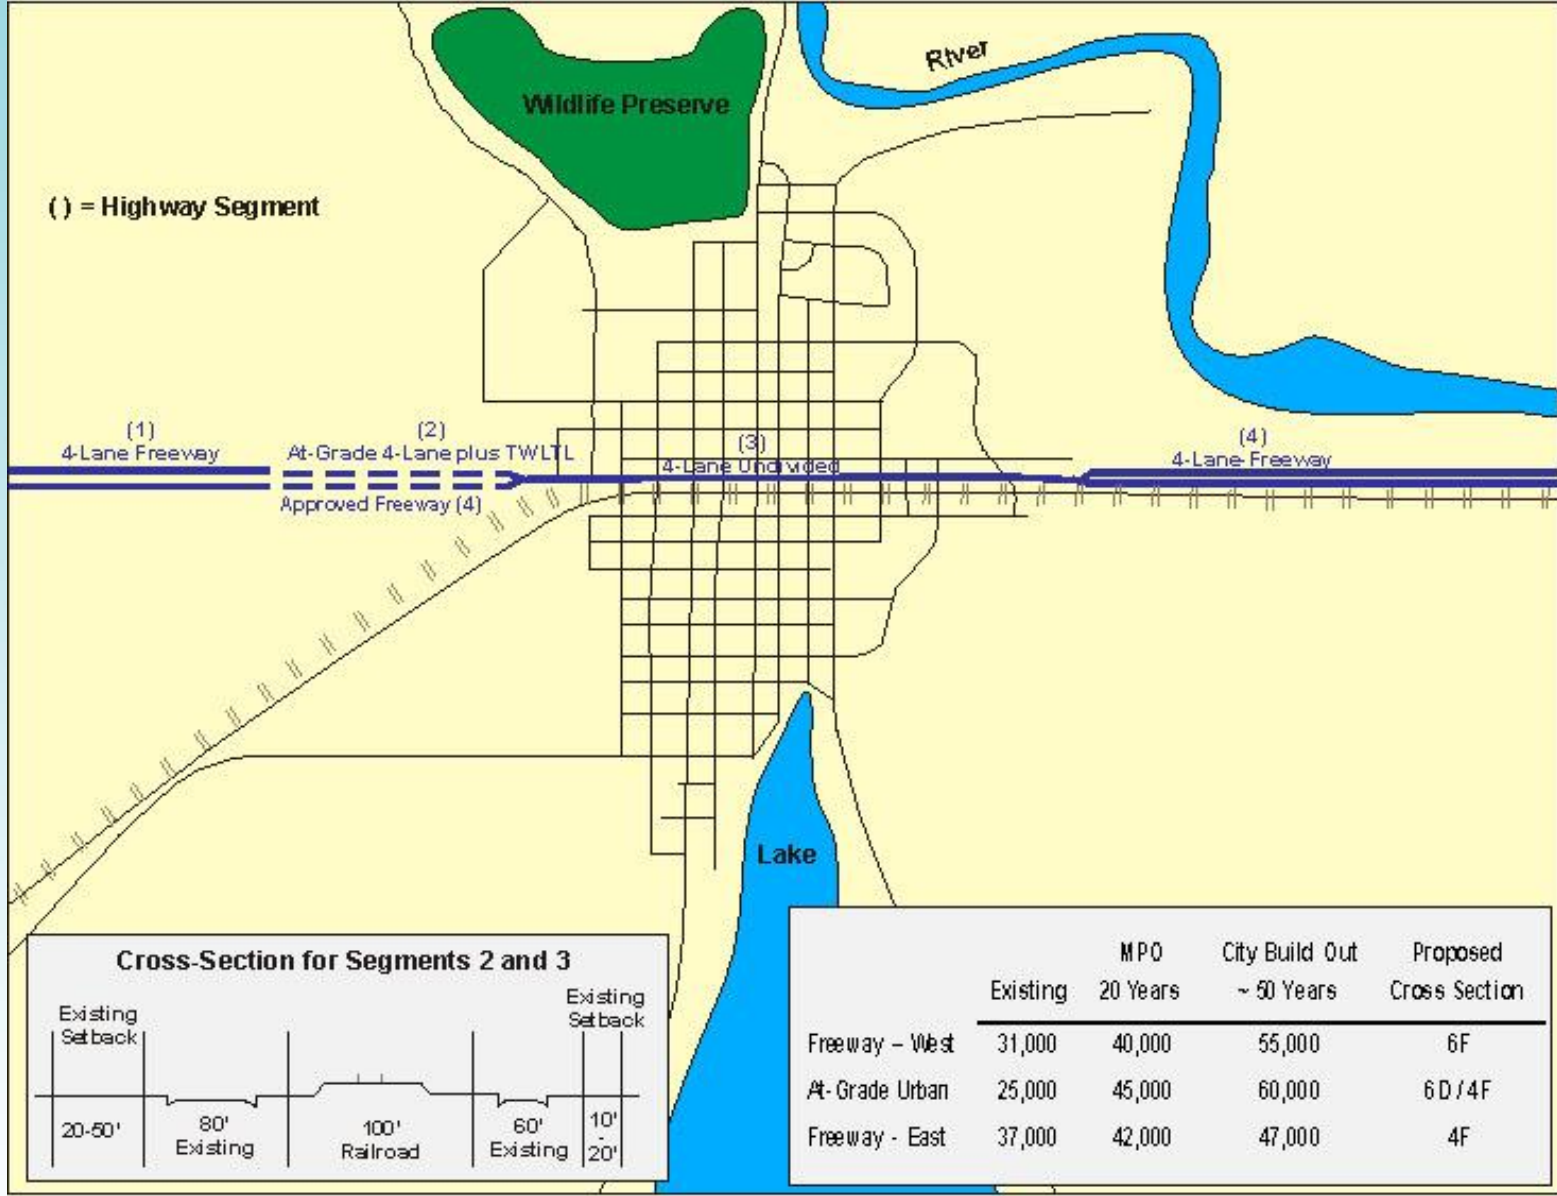 River
Wildlife Preserve
( ) = Highway Segment
(1)
4-Lane Freeway
(2)
At-Grade 4-Lane plus TWLTL
Approved Freeway (4)
(3)
4-Lane Undivided
(4)
4-Lane Freeway
Lake
Cross-Section for Segments 2 and 3
Existing
Setback
Existing
Setback
20-50'
80'
Existing
100'
Railroad
60'
Existing
10'
-
20'
MPO City Build Out Proposed
Existing 20 Years ~ 50 Years Cross Section
Freeway – West 31,000 40,000 55,000 6F
At-Grade Urban 25,000 45,000 60,000 6D / 4F
Freeway - East 37,000 42,000 47,000 4F